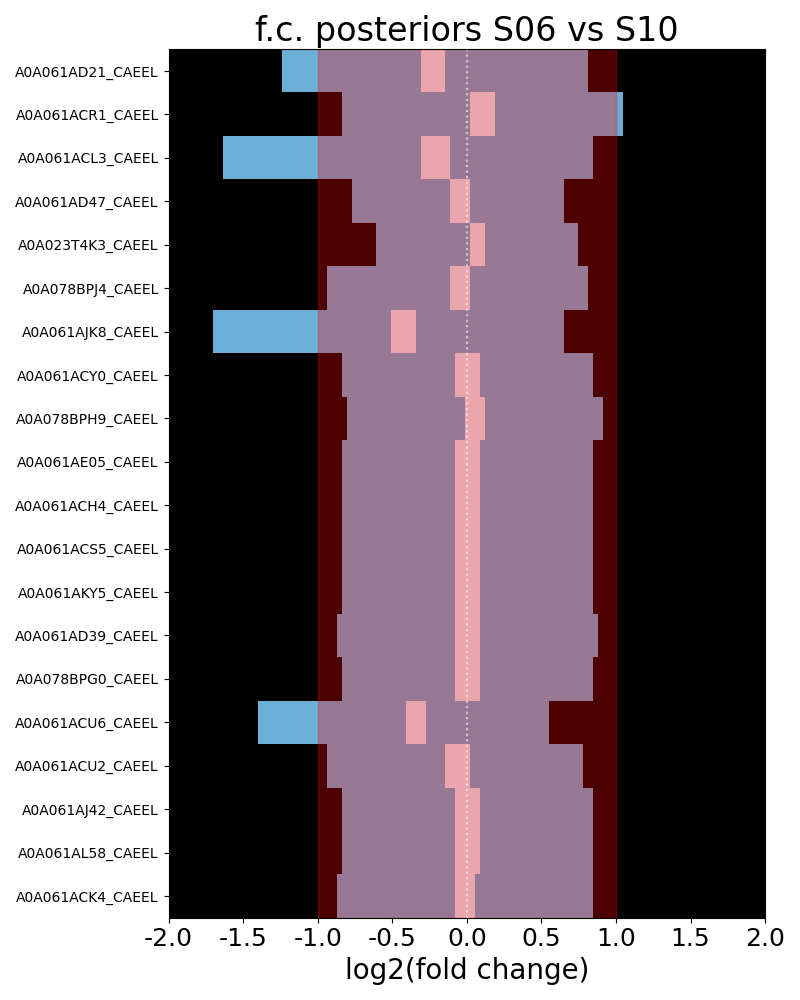 f.c. posteriors S06 vs S10
A0A061AD21_CAEEL
A0A061ACR1_CAEEL
A0A061ACL3_CAEEL
A0A061AD47_CAEEL
A0A023T4K3_CAEEL
A0A078BPJ4_CAEEL
A0A061AJK8_CAEEL
A0A061ACY0_CAEEL
A0A078BPH9_CAEEL
A0A061AE05_CAEEL
A0A061ACH4_CAEEL
A0A061ACS5_CAEEL
A0A061AKY5_CAEEL
A0A061AD39_CAEEL
A0A078BPG0_CAEEL
A0A061ACU6_CAEEL
A0A061ACU2_CAEEL
A0A061AJ42_CAEEL
A0A061AL58_CAEEL
A0A061ACK4_CAEEL
-2.0 -1.5 -1.0 -0.5 0.0 0.5 1.0 1.5 2.0
log2(fold change)